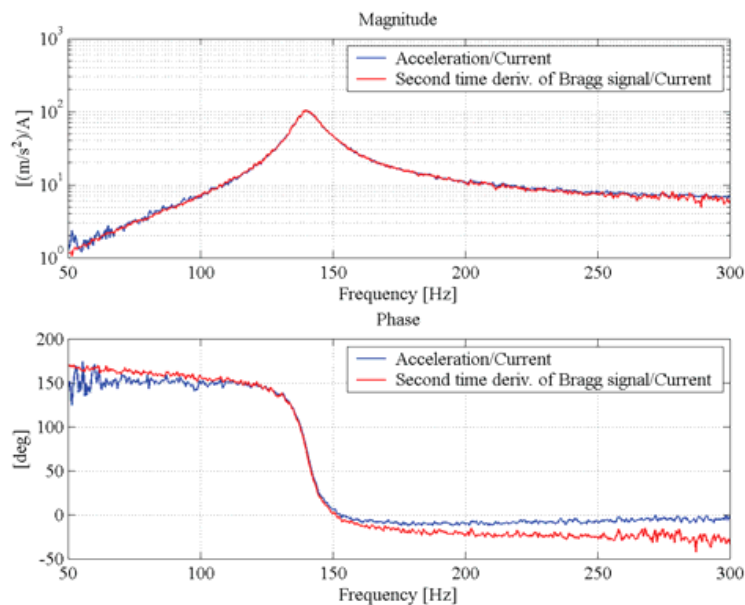 Magnitude
10³
10²
10¹
10⁰
[(m/s²)/A]
Acceleration/Current
Second time deriv. of Bragg signal/Current
50 100 150 200 250 300
Frequency [Hz]
Phase
200
150
100
50
0
-50
[deg]
Acceleration/Current
Second time deriv. of Bragg signal/Current
50 100 150 200 250 300
Frequency [Hz]